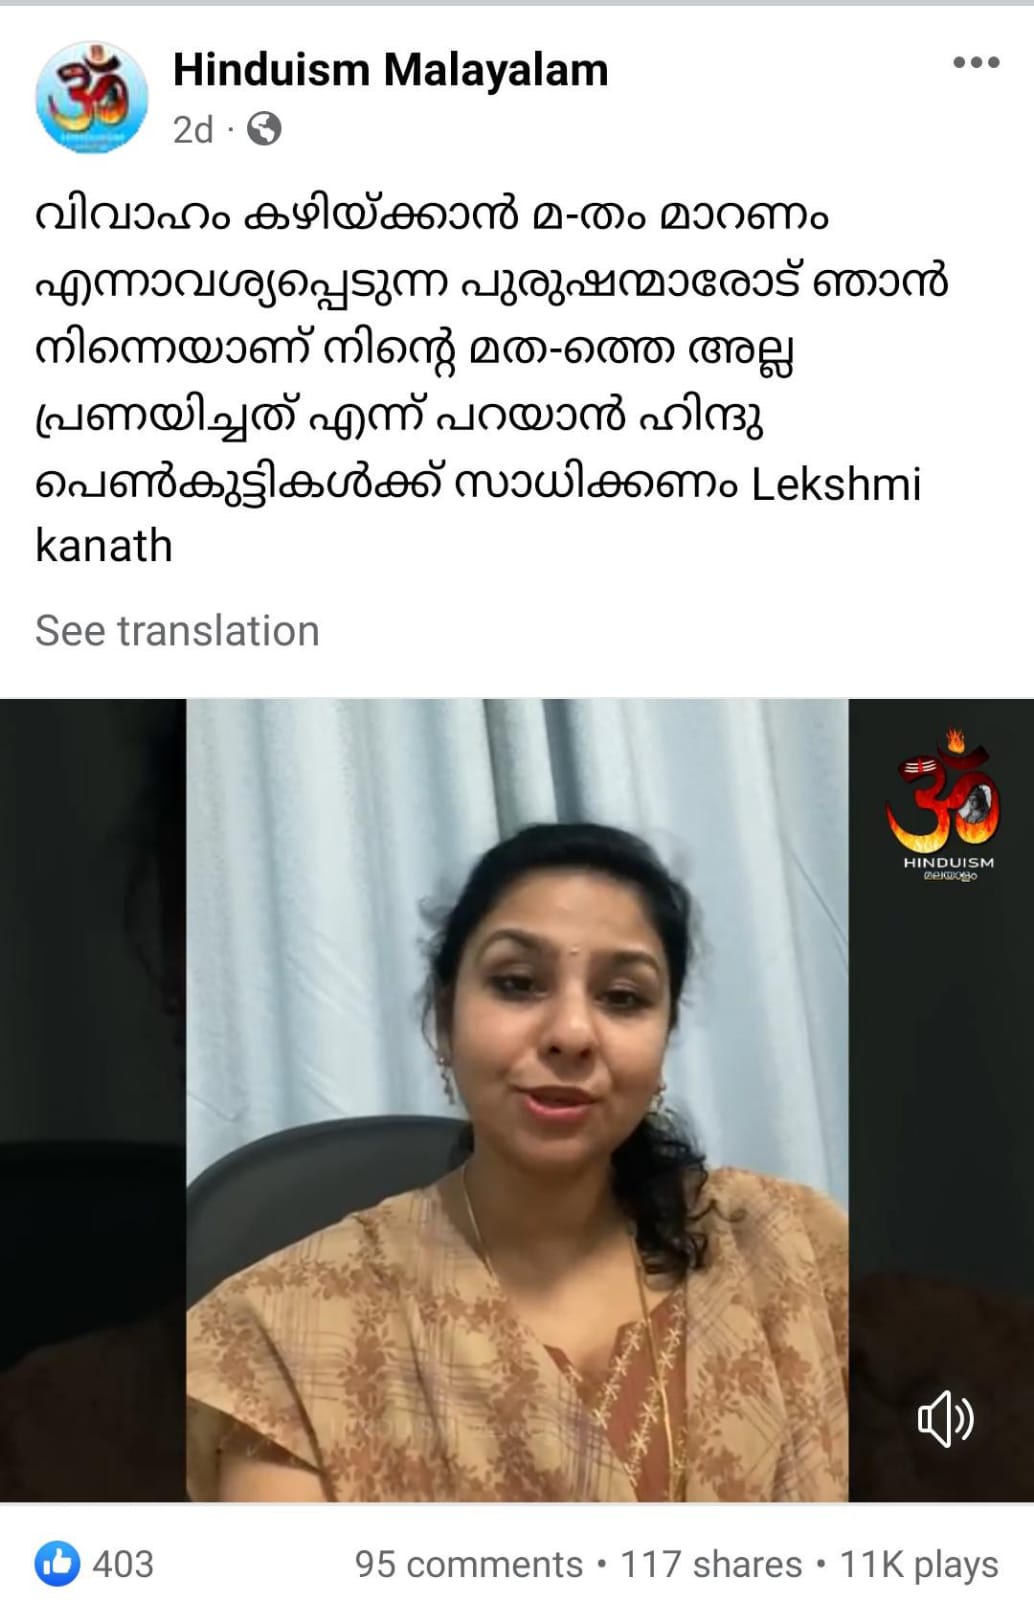 Hinduism Malayalam
2d ·
വിവാഹം കഴിയ്ക്കാൻ മ-തം മാറണം
എന്നാവശ്യപ്പെടുന്ന പുരുഷന്മാരോട് ഞാൻ
നിന്നെയാണ് നിന്റെ മത-ത്തെ അല്ല
പ്രണയിച്ചത് എന്ന് പറയാൻ ഹിന്ദു
പെൺകുട്ടികൾക്ക് സാധിക്കണം Lekshmi
kanath
See translation
ॐ
HINDUISM
മലയാളം
403
95 comments • 117 shares • 11K plays